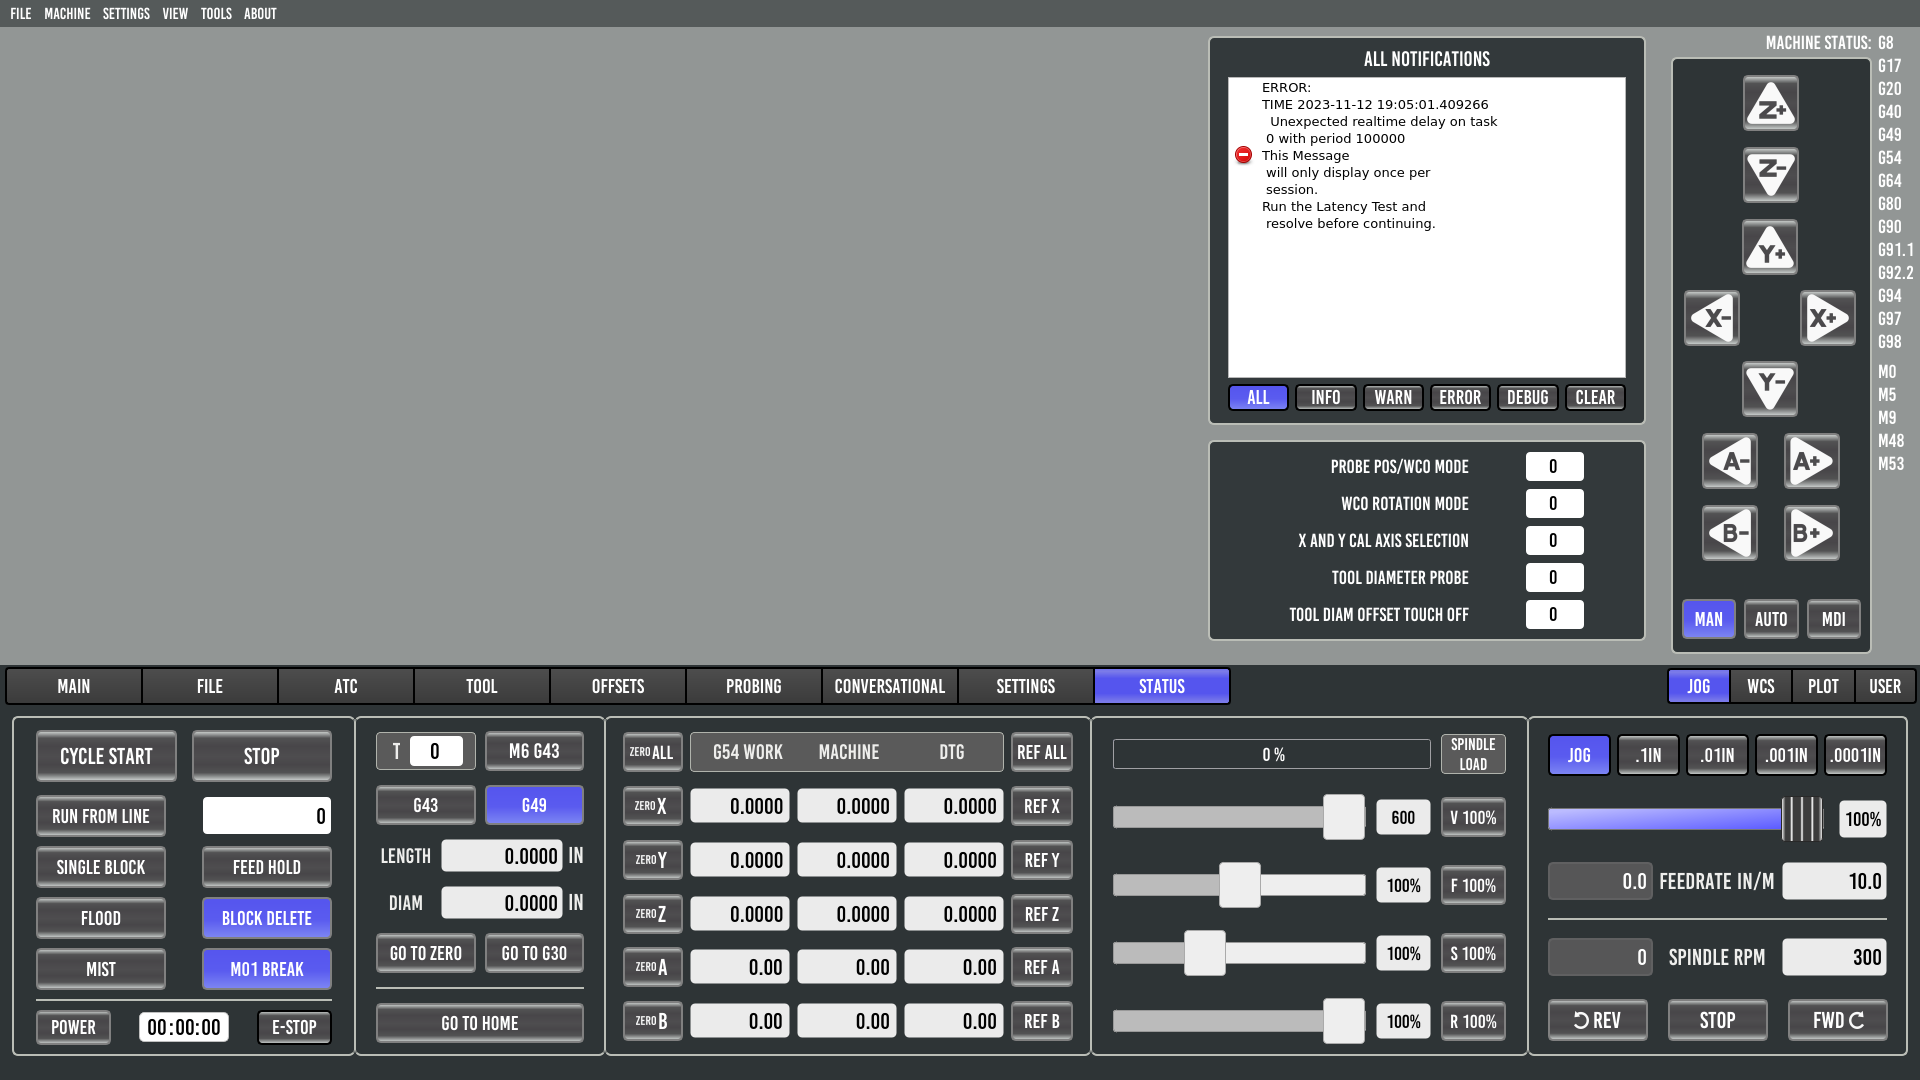 FILE MACHINE SETTINGS VIEW TOOLS ABOUT
MACHINE STATUS: G8
G17
G20
G40
G49
G54
G64
G80
G90
G91.1
G92.2
G94
G97
G98
M0
M5
M9
M48
M53
ALL NOTIFICATIONS
ERROR:
TIME 2023-11-12 19:05:01.409266
Unexpected realtime delay on task
0 with period 100000
This Message
will only display once per
session.
Run the Latency Test and
resolve before continuing.
ALL INFO WARN ERROR DEBUG CLEAR
PROBE POS/WCO MODE 0
WCO ROTATION MODE 0
X AND Y CAL AXIS SELECTION 0
TOOL DIAMETER PROBE 0
TOOL DIAM OFFSET TOUCH OFF 0
Z+
Z-
Y+
X- X+
Y-
A- A+
B- B+
MAN AUTO MDI
MAIN FILE ATC TOOL OFFSETS PROBING CONVERSATIONAL SETTINGS STATUS
JOG WCS PLOT USER
CYCLE START STOP
RUN FROM LINE 0
SINGLE BLOCK FEED HOLD
FLOOD BLOCK DELETE
MIST M01 BREAK
POWER 00:00:00 E-STOP
T 0 M6 G43
G43 G49
LENGTH 0.0000 IN
DIAM 0.0000 IN
GO TO ZERO GO TO G30
GO TO HOME
ZERO ALL G54 WORK MACHINE DTG REF ALL
ZERO X 0.0000 0.0000 0.0000 REF X
ZERO Y 0.0000 0.0000 0.0000 REF Y
ZERO Z 0.0000 0.0000 0.0000 REF Z
ZERO A 0.00 0.00 0.00 REF A
ZERO B 0.00 0.00 0.00 REF B
0 % SPINDLE
LOAD
600 V 100%
100% F 100%
100% S 100%
100% R 100%
JOG .1IN .01IN .001IN .0001IN
100%
0.0 FEEDRATE IN/M 10.0
0 SPINDLE RPM 300
REV STOP FWD